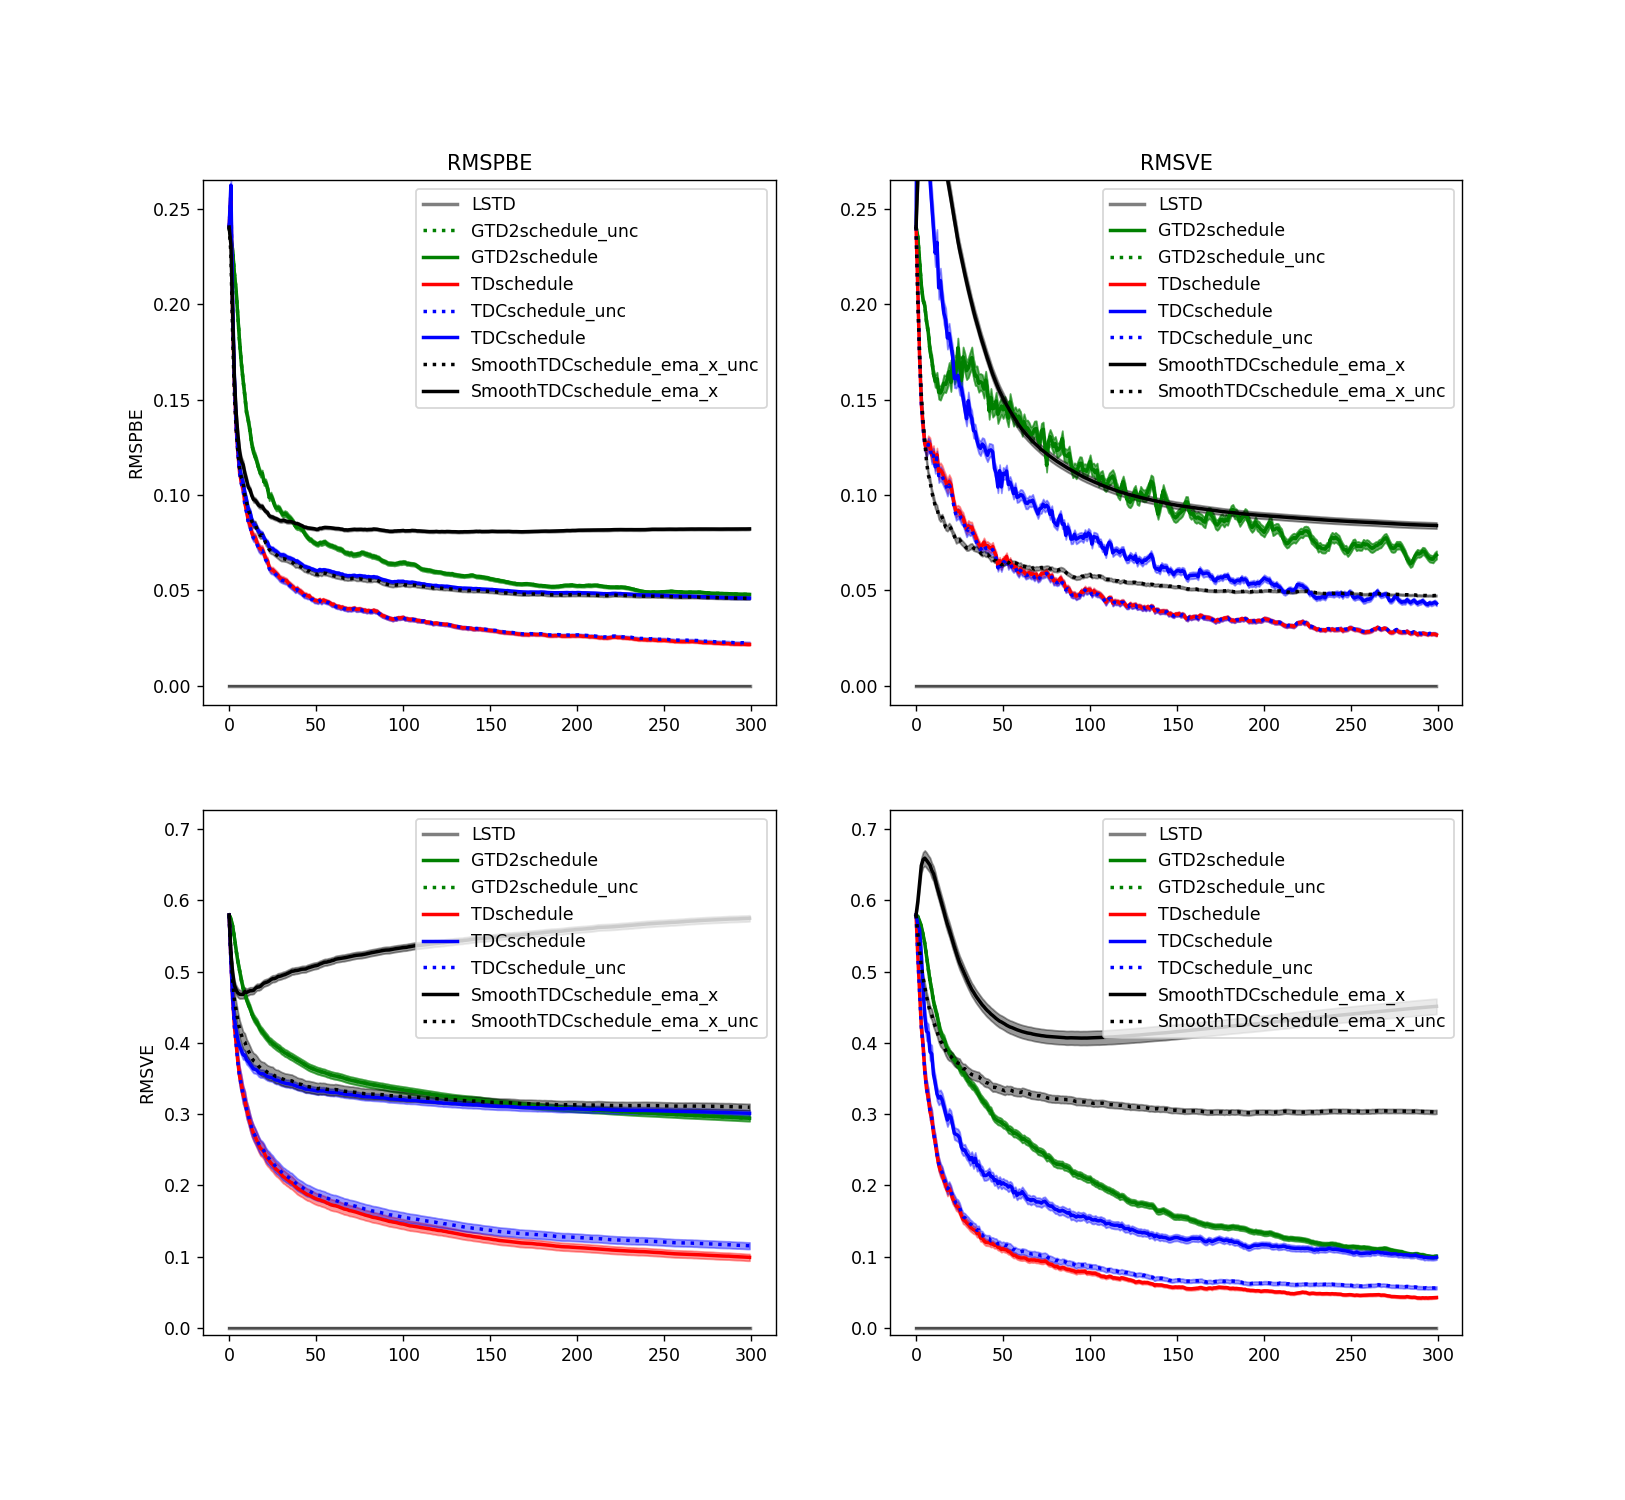 RMSPBE
RMSVE
RMSPBE
0.25
0.20
0.15
0.10
0.05
0.00
LSTD
GTD2schedule_unc
GTD2schedule
TDschedule
TDCschedule_unc
TDCschedule
SmoothTDCschedule_ema_x_unc
SmoothTDCschedule_ema_x
0 50 100 150 200 250 300
0.25
0.20
0.15
0.10
0.05
0.00
LSTD
GTD2schedule
GTD2schedule_unc
TDschedule
TDCschedule
TDCschedule_unc
SmoothTDCschedule_ema_x
SmoothTDCschedule_ema_x_unc
0 50 100 150 200 250 300
RMSVE
0.7
0.6
0.5
0.4
0.3
0.2
0.1
0.0
LSTD
GTD2schedule
GTD2schedule_unc
TDschedule
TDCschedule
TDCschedule_unc
SmoothTDCschedule_ema_x
SmoothTDCschedule_ema_x_unc
0 50 100 150 200 250 300
0.7
0.6
0.5
0.4
0.3
0.2
0.1
0.0
LSTD
GTD2schedule
GTD2schedule_unc
TDschedule
TDCschedule
TDCschedule_unc
SmoothTDCschedule_ema_x
SmoothTDCschedule_ema_x_unc
0 50 100 150 200 250 300